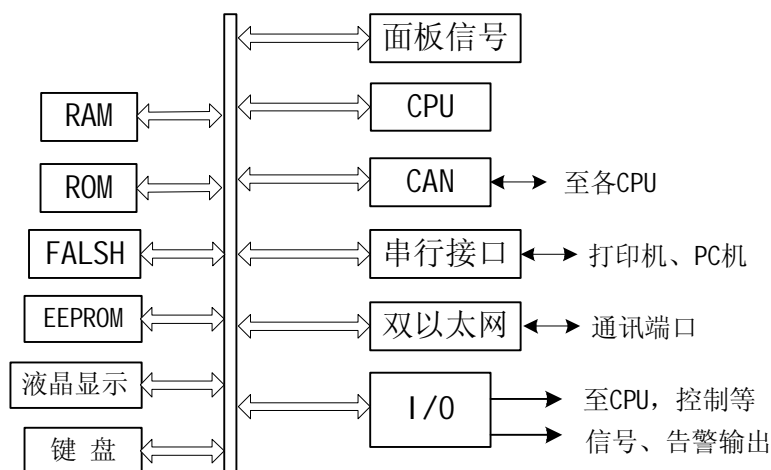 面板信号
CPU
RAM
CAN
至各CPU
ROM
FALSH
串行接口
打印机、PC机
EEPROM
双以太网
通讯端口
液晶显示
I/O
至CPU，控制等
信号、告警输出
键 盘